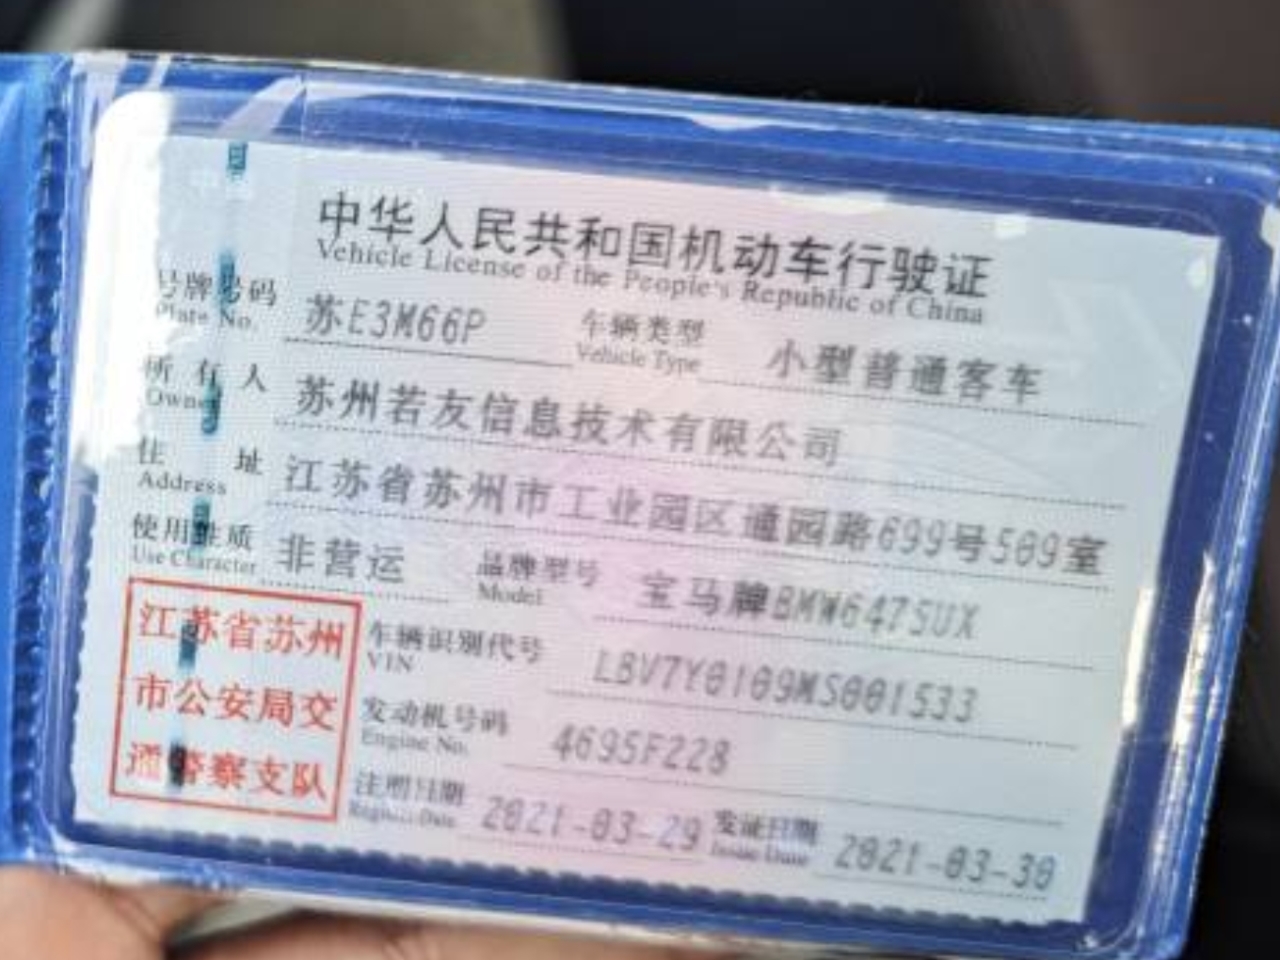 中华人民共和国机动车行驶证
Vehicle License of the People's Republic of China
号牌号码 苏E3M66P 车辆类型 小型普通客车
Plate No. Vehicle Type
所有人 苏州若友信息技术有限公司
Owner
住址 江苏省苏州市工业园区通园路699号509室
Address
使用性质 非营运 品牌型号 宝马牌BMW6475UX
Use Character Model
江苏省苏州
市公安局交
通警察支队
车辆识别代号 LBV7Y0109MS001533
VIN
发动机号码 4695F228
Engine No.
注册日期 2021-03-29 发证日期 2021-03-30
Register Date Issue Date